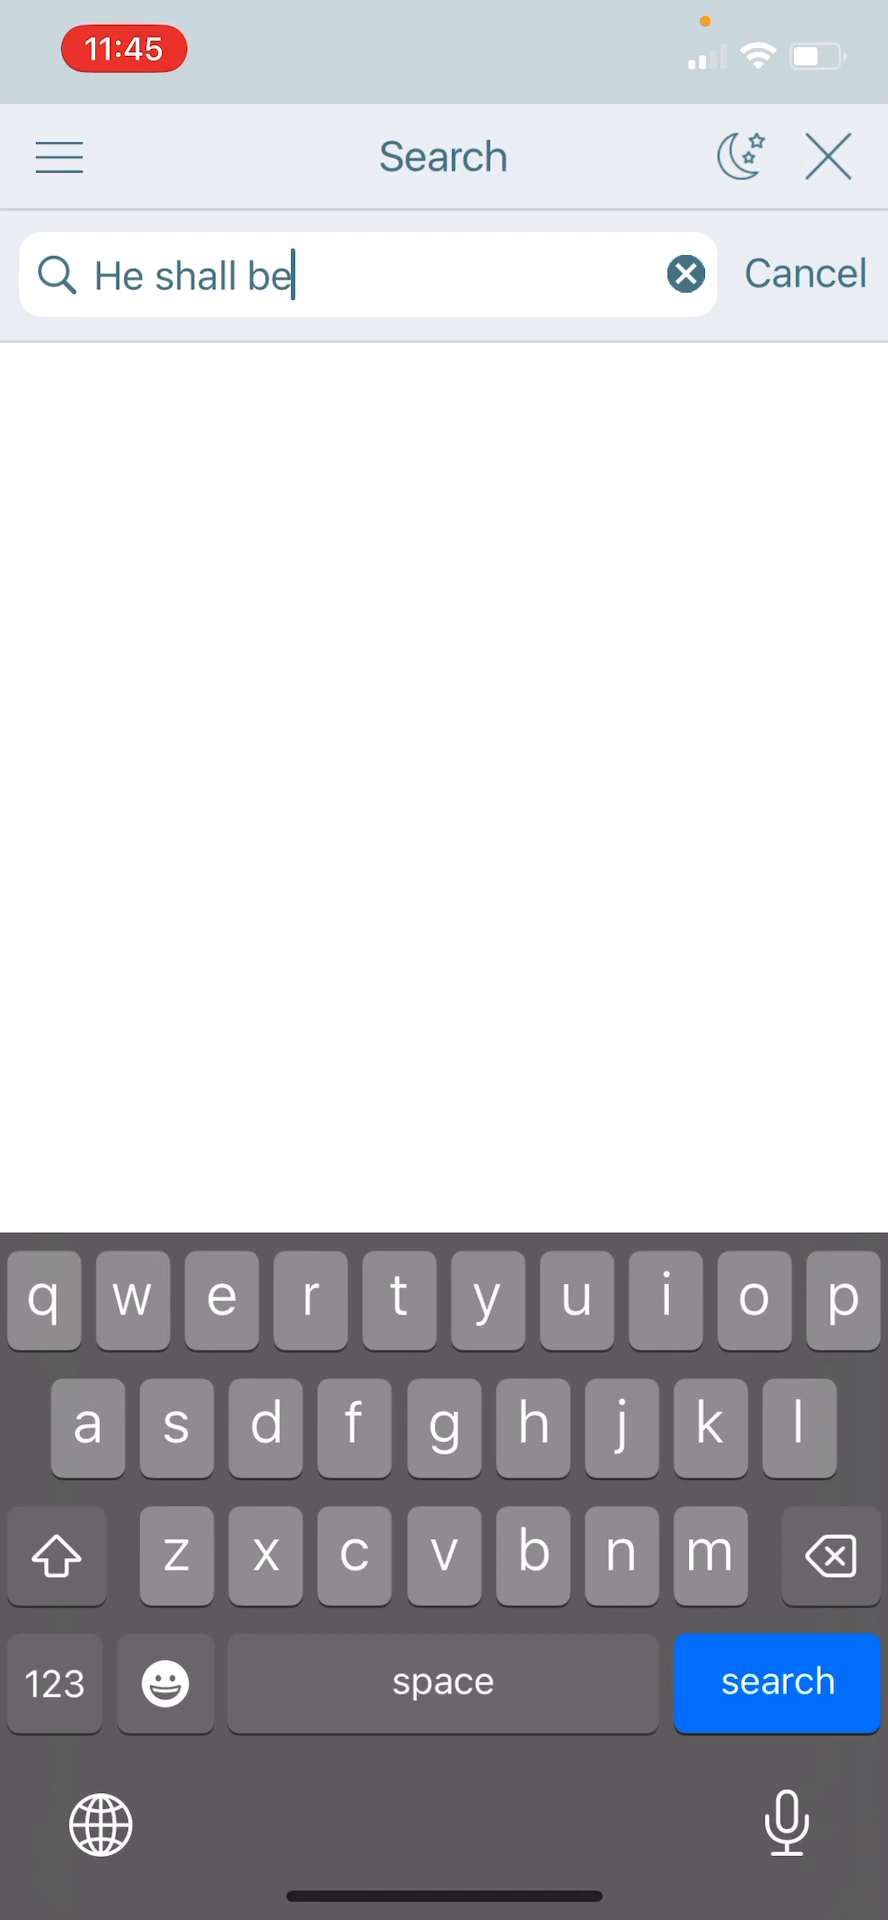 11:45
Search
He shall be
Cancel
q w e r t y u i o p
a s d f g h j k l
z x c v b n m
123 space search